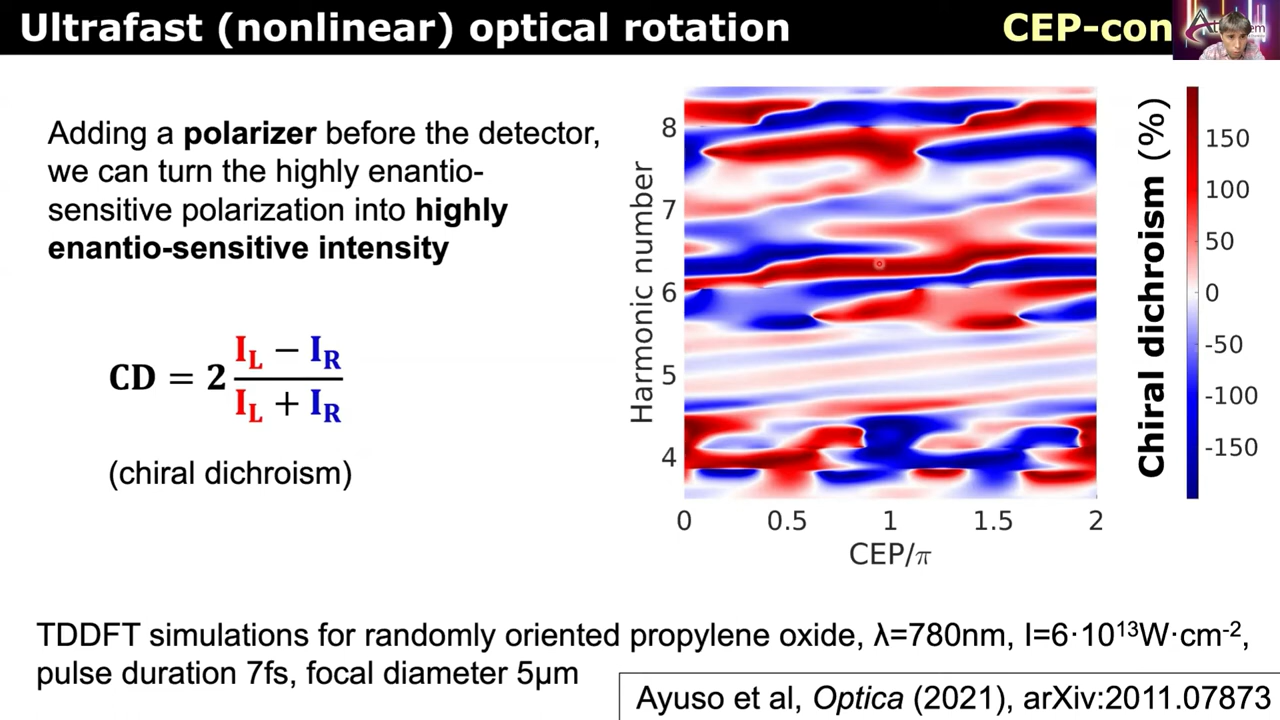 Ultrafast (nonlinear) optical rotation
CEP-con
Adding a polarizer before the detector,
we can turn the highly enantio-
sensitive polarization into highly
enantio-sensitive intensity
CD = 2 (I_L − I_R) / (I_L + I_R)
(chiral dichroism)
Harmonic number
8
7
6
5
4
0 0.5 1 1.5 2
CEP/π
Chiral dichroism (%)
150
100
50
0
-50
-100
-150
TDDFT simulations for randomly oriented propylene oxide, λ=780nm, I=6·10¹³W·cm⁻²,
pulse duration 7fs, focal diameter 5μm
Ayuso et al, Optica (2021), arXiv:2011.07873